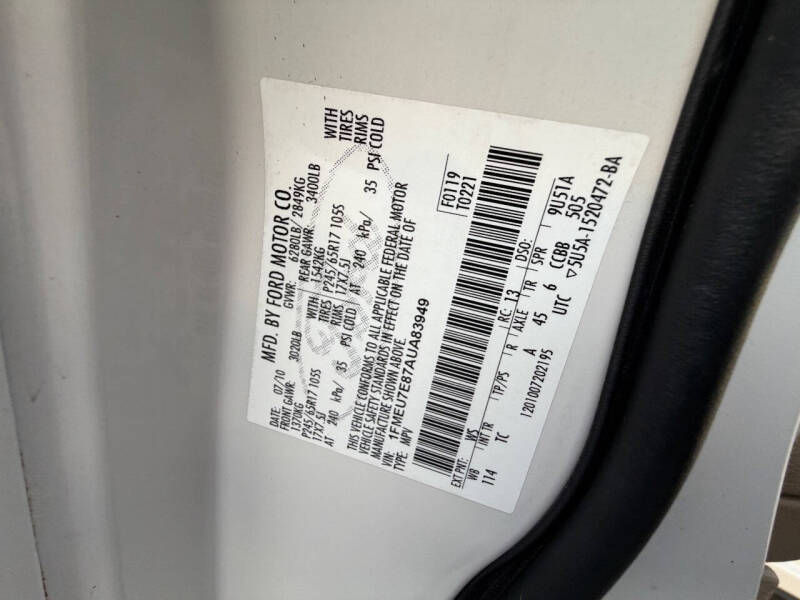 MFD. BY FORD MOTOR CO.
DATE: 07/10 GVWR: 6280LB/ 2849KG
FRONT GAWR: 3020LB REAR GAWR: 3400LB
1370KG WITH 1542KG WITH
P245/65R17 105S TIRES P245/65R17 105S TIRES
17X7.5J RIMS 17X7.5J RIMS
AT 240 kPa/ 35 PSI COLD AT 240 kPa/ 35 PSI COLD
THIS VEHICLE CONFORMS TO ALL APPLICABLE FEDERAL MOTOR
VEHICLE SAFETY STANDARDS IN EFFECT ON THE DATE OF
MANUFACTURE SHOWN ABOVE.
VIN: 1FMEU7E87AUA83949
TYPE: MPV
F0119
T0221
EXT PNT: WS RC: 13 DSO:
WB INT TR TP/PS R AXLE TR SPR 9U51A
114 TC A 45 6 CCBB 505
1201007202195 UTC ▽5U5A-1520472-BA